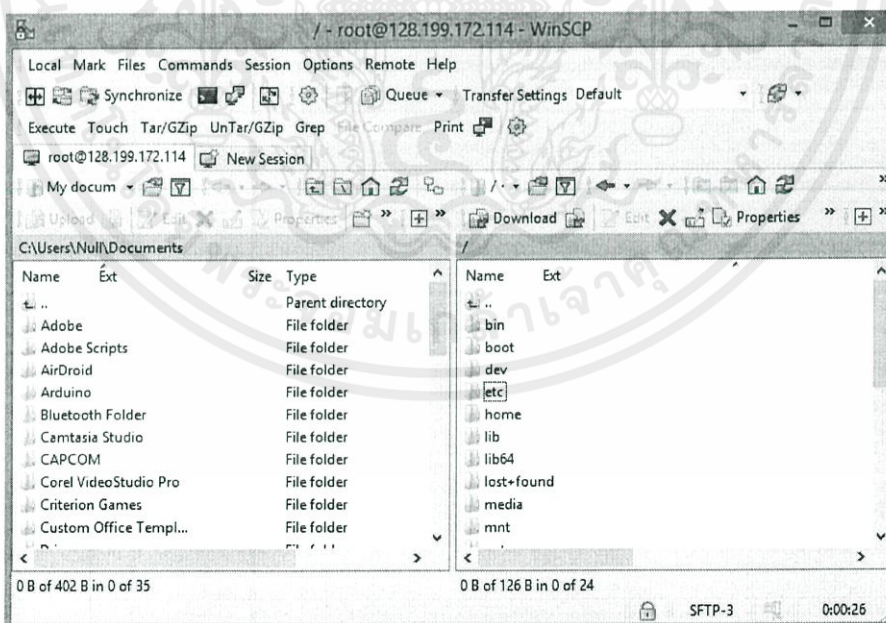 / - root@128.199.172.114 - WinSCP
Local Mark Files Commands Session Options Remote Help
Synchronize Queue Transfer Settings Default
Execute Touch Tar/GZip UnTar/GZip Grep File Compare Print
root@128.199.172.114 New Session
My docum /
Upload Edit Properties » » Download Edit Properties » »
C:\Users\Null\Documents
Name Ext Size Type
..  Parent directory
Adobe File folder
Adobe Scripts File folder
AirDroid File folder
Arduino File folder
Bluetooth Folder File folder
Camtasia Studio File folder
CAPCOM File folder
Corel VideoStudio Pro File folder
Criterion Games File folder
Custom Office Templ... File folder
0 B of 402 B in 0 of 35
/
Name Ext
..
bin
boot
dev
etc
home
lib
lib64
lost+found
media
mnt
0 B of 126 B in 0 of 24
SFTP-3 0:00:26